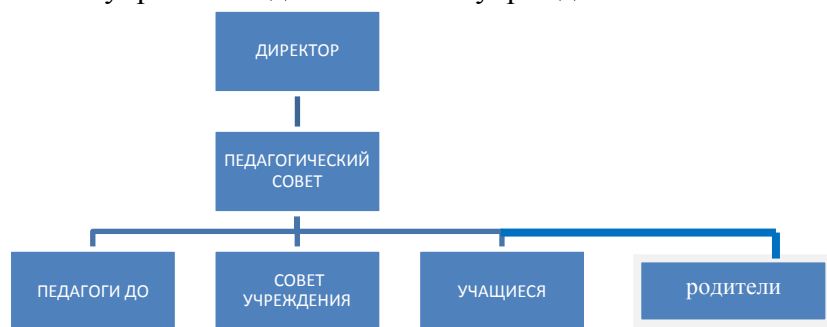 ДИРЕКТОР
ПЕДАГОГИЧЕСКИЙ
СОВЕТ
ПЕДАГОГИ ДО
СОВЕТ
УЧРЕЖДЕНИЯ
УЧАЩИЕСЯ
родители